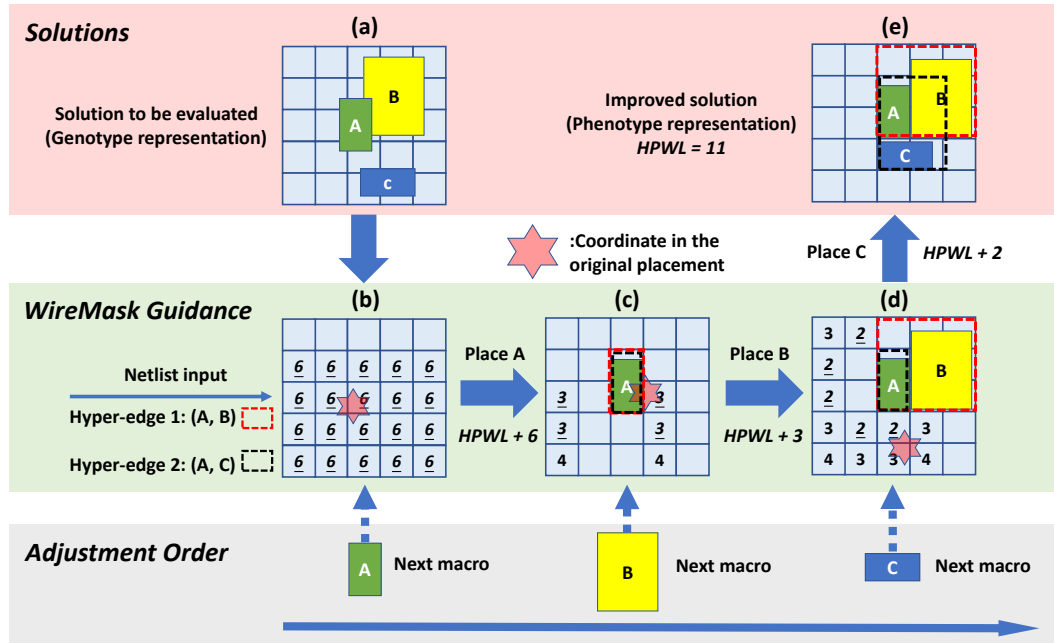 Solutions
(a)
(e)
Solution to be evaluated
(Genotype representation)
A
B
c
Improved solution
(Phenotype representation)
HPWL = 11
A
B
C
:Coordinate in the
original placement
Place C
HPWL + 2
WireMask Guidance
(b)
(c)
(d)
Netlist input
Hyper-edge 1: (A, B)
Hyper-edge 2: (A, C)
6 6 6 6 6
6 6 6 6 6
6 6 6 6 6
6 6 6 6 6
Place A
HPWL + 6
A
3 3
3 3
4 4
Place B
HPWL + 3
3 2
2
A
B
2
3 2 2 3
4 3 3 4
Adjustment Order
A
Next macro
B
Next macro
C
Next macro